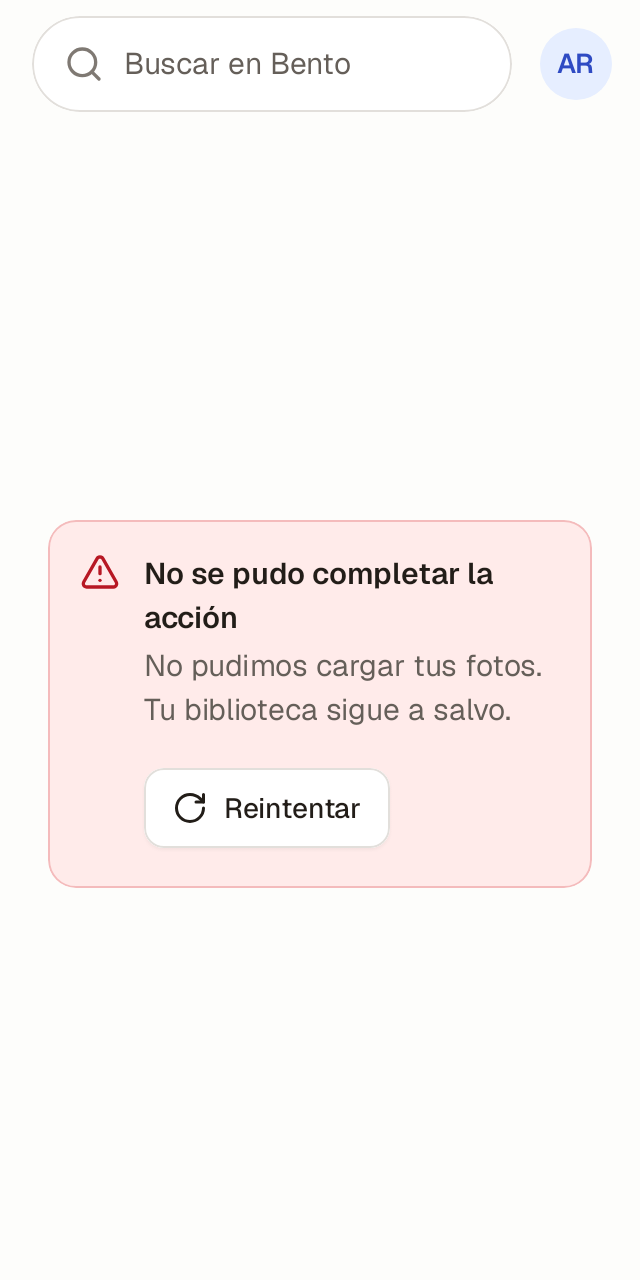 Buscar en Bento
AR
No se pudo completar la
acción
No pudimos cargar tus fotos.
Tu biblioteca sigue a salvo.
Reintentar